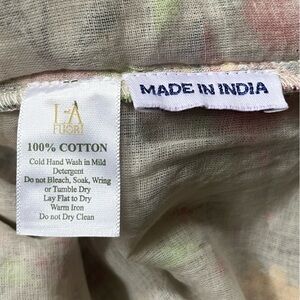 LA
FUORI
100% COTTON
Cold Hand Wash in Mild
Detergent
Do not Bleach, Soak, Wring
or Tumble Dry
Lay Flat to Dry
Warm Iron
Do not Dry Clean
MADE IN INDIA